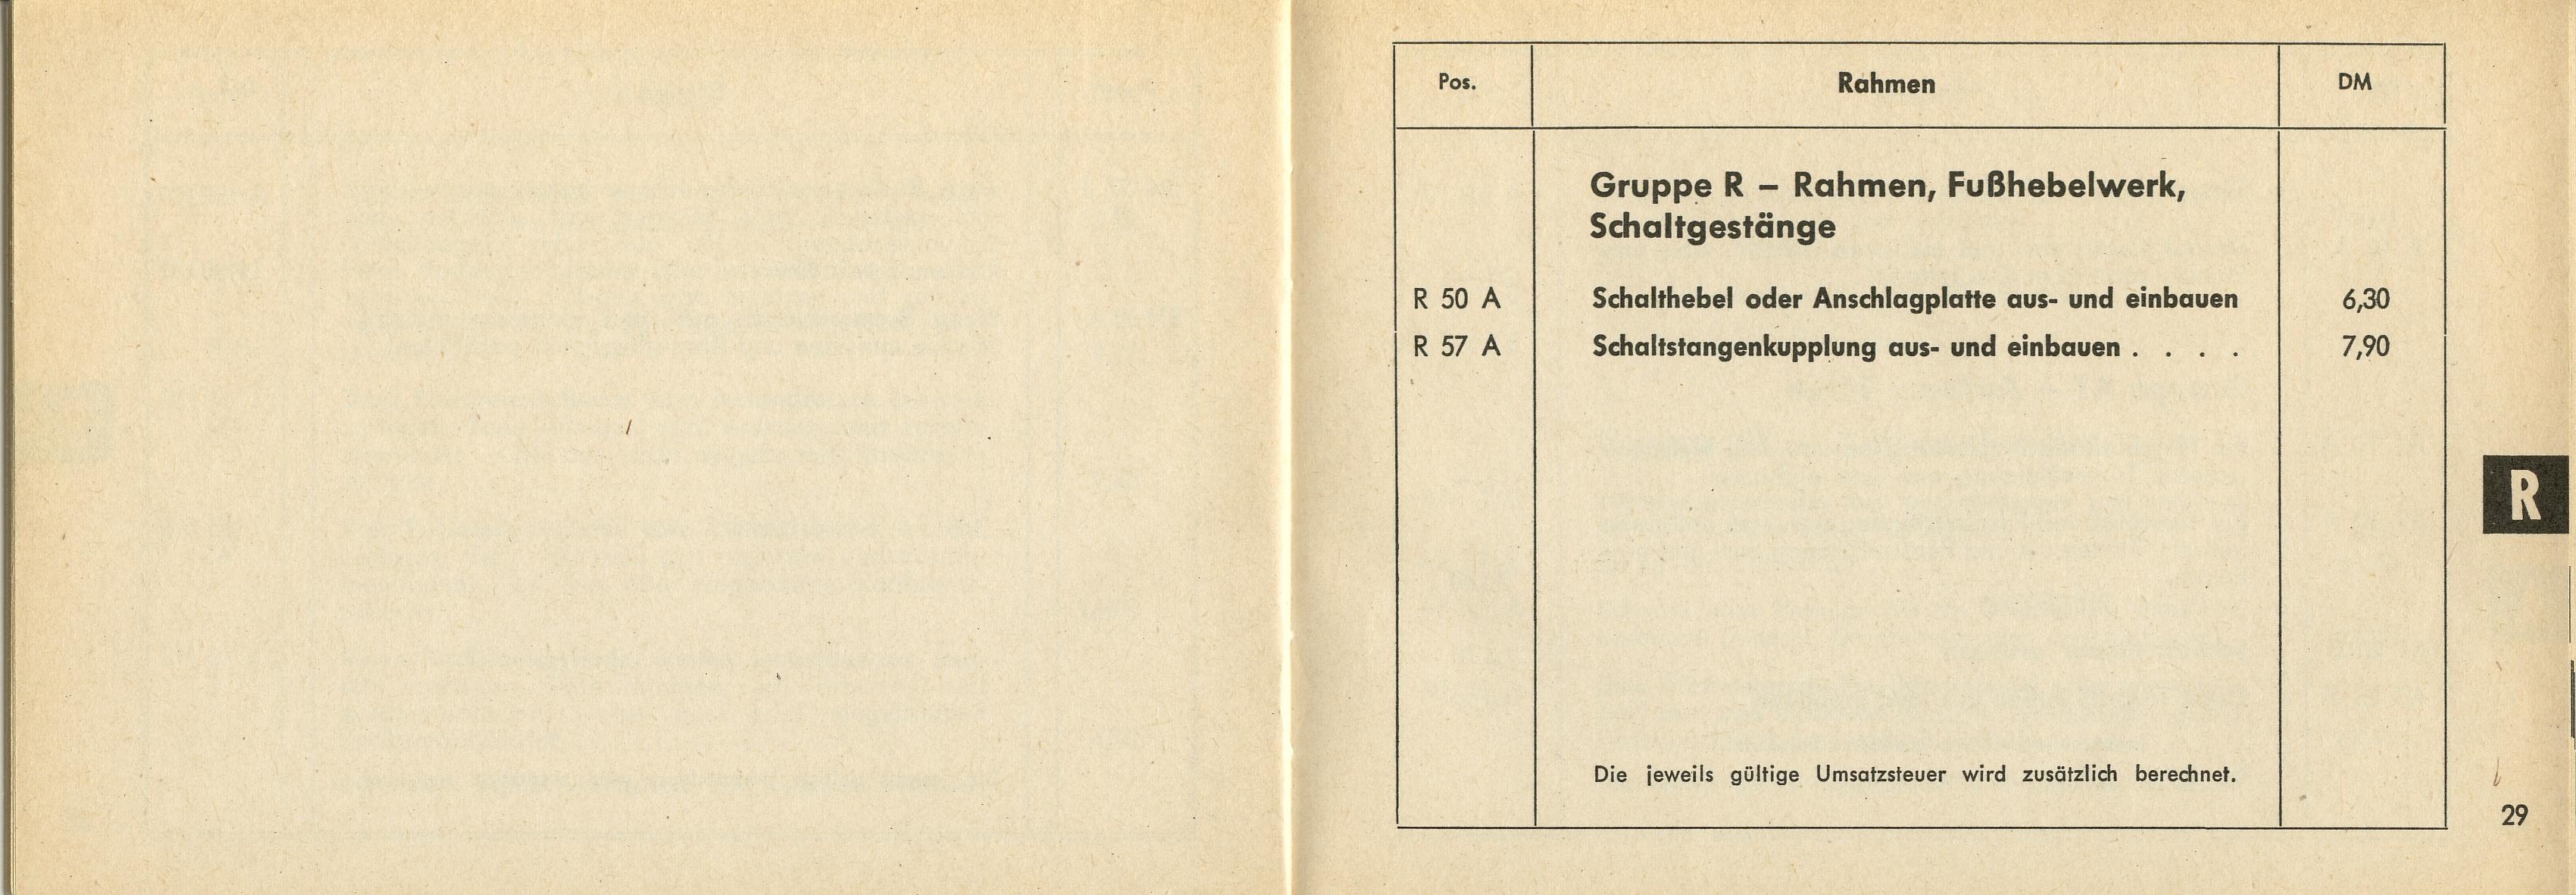 Pos. Rahmen DM
Gruppe R – Rahmen, Fußhebelwerk,
Schaltgestänge
R 50 A Schalthebel oder Anschlagplatte aus- und einbauen 6,30
R 57 A Schaltstangenkupplung aus- und einbauen . . . . 7,90
R
Die jeweils gültige Umsatzsteuer wird zusätzlich berechnet.
29